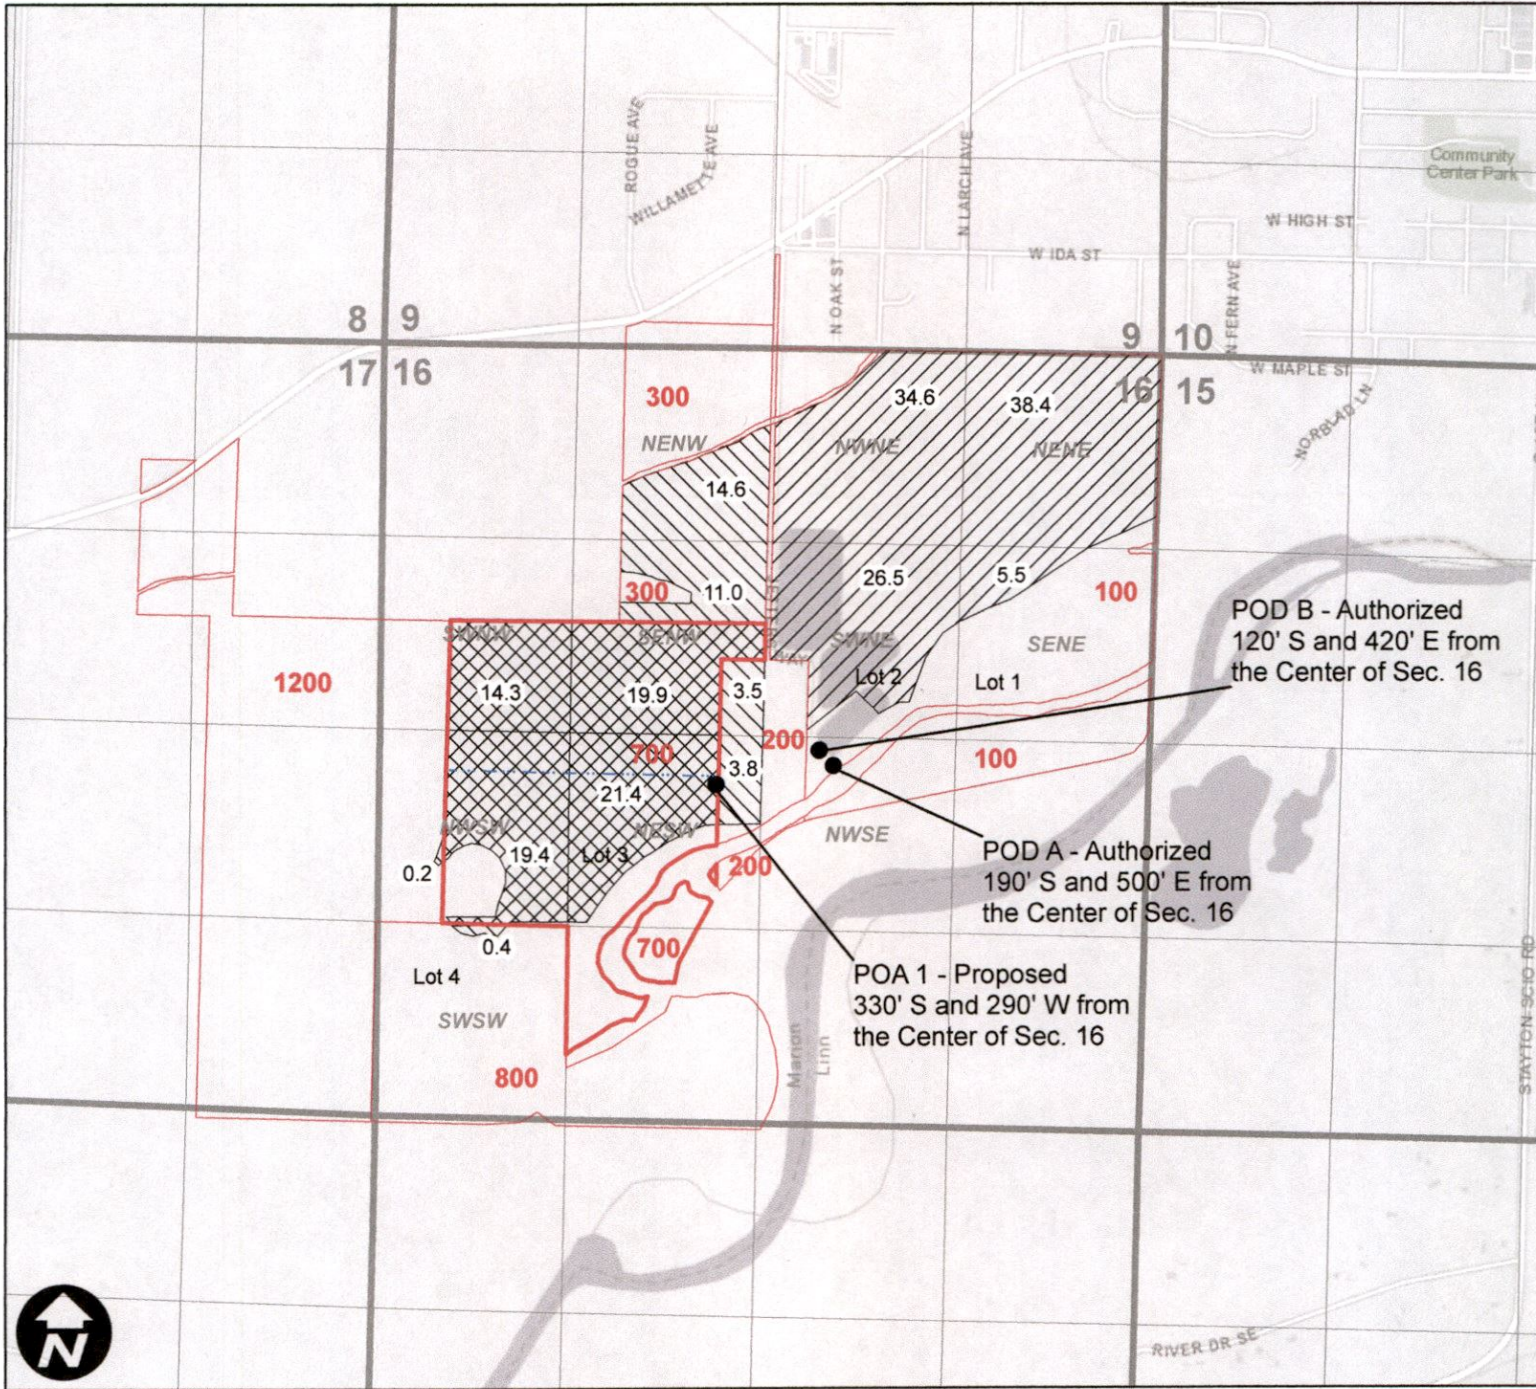 ROGUE AVE
WILLAMETTE AVE
N LARCH AVE
Community
Center Park
W HIGH ST
W IDA ST
N OAK ST
N FERN AVE
8 9
9 10
17 16
16 15
W MAPLE ST
NORBLAD LN
300
34.6
38.4
NENW
NWNE
NENE
14.6
300
11.0
26.5
5.5
100
POD B - Authorized
120' S and 420' E from
the Center of Sec. 16
SWNW
SENW
SWNE
SENE
WAY
1200
14.3
19.9
3.5
Lot 2
Lot 1
700
200
100
3.8
21.4
NWSW
NESW
NWSE
19.4
Lot 3
0.2
200
POD A - Authorized
190' S and 500' E from
the Center of Sec. 16
0.4
700
Lot 4
POA 1 - Proposed
330' S and 290' W from
the Center of Sec. 16
SWSW
Marion
Linn
800
STAYTON-SCIO RD
RIVER DR SE
N